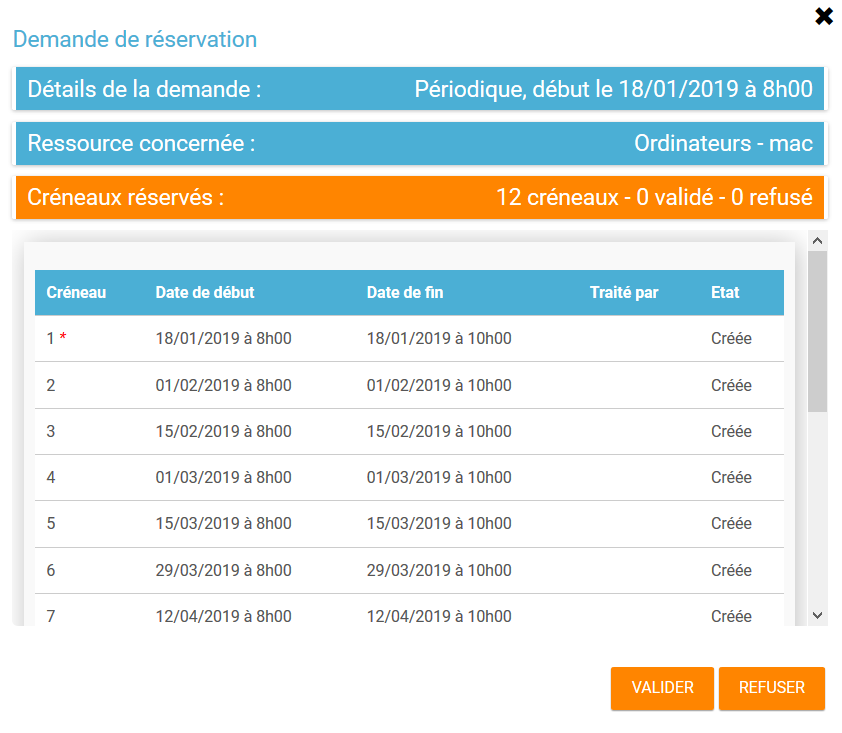 ✖
Demande de réservation
Détails de la demande : Périodique, début le 18/01/2019 à 8h00
Ressource concernée : Ordinateurs - mac
Créneaux réservés : 12 créneaux - 0 validé - 0 refusé
Créneau Date de début Date de fin Traité par Etat
1 * 18/01/2019 à 8h00 18/01/2019 à 10h00 Créée
2 01/02/2019 à 8h00 01/02/2019 à 10h00 Créée
3 15/02/2019 à 8h00 15/02/2019 à 10h00 Créée
4 01/03/2019 à 8h00 01/03/2019 à 10h00 Créée
5 15/03/2019 à 8h00 15/03/2019 à 10h00 Créée
6 29/03/2019 à 8h00 29/03/2019 à 10h00 Créée
7 12/04/2019 à 8h00 12/04/2019 à 10h00 Créée
VALIDER REFUSER